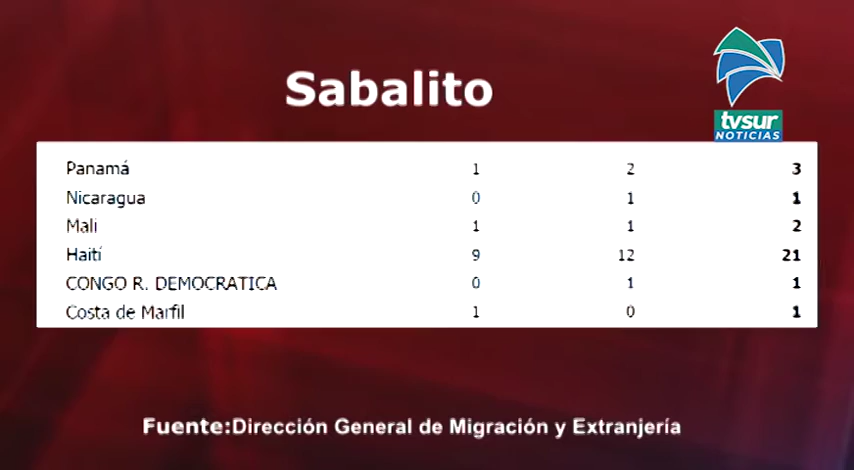 Sabalito
tvsur
NOTICIAS
Panamá 1 2 3
Nicaragua 0 1 1
Mali 1 1 2
Haití 9 12 21
CONGO R. DEMOCRATICA 0 1 1
Costa de Marfil 1 0 1
Fuente:Dirección General de Migración y Extranjería